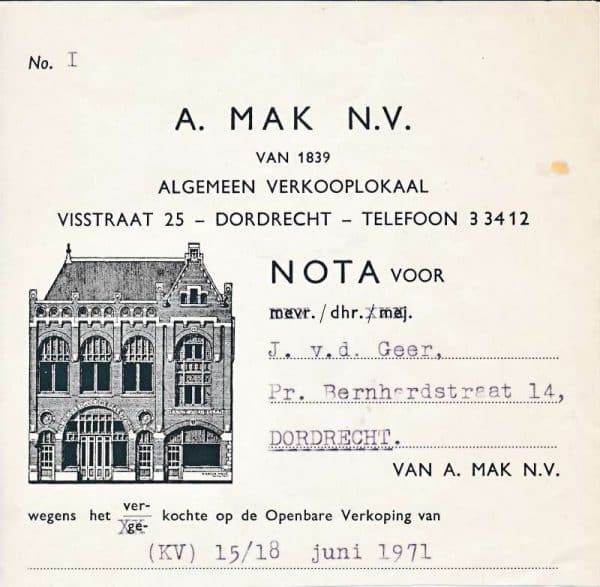 No. I
A. MAK N.V.
VAN 1839
ALGEMEEN VERKOOPLOKAAL
VISSTRAAT 25 – DORDRECHT – TELEFOON 33412
NOTA VOOR
mevr. / dhr. / mej.
J. v.d. Geer,
Pr. Bernhardstraat 14,
DORDRECHT.
VAN A. MAK N.V.
wegens het ver-
ge- kochte op de Openbare Verkoping van
(KV) 15/18 juni 1971